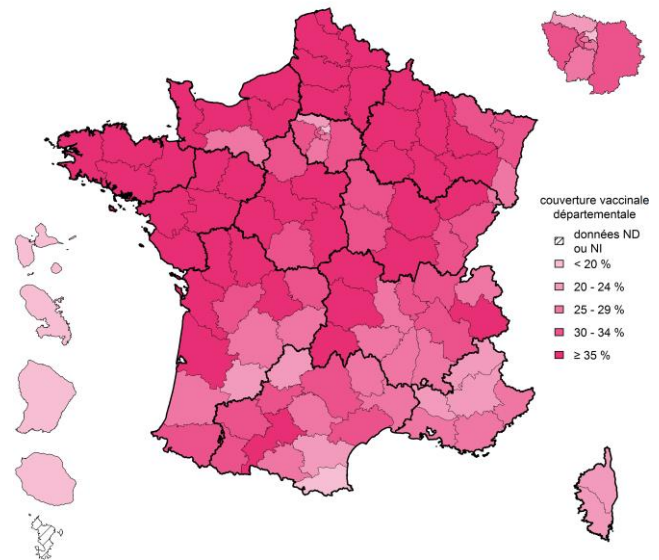 couverture vaccinale
départementale
données ND
ou NI
< 20 %
20 - 24 %
25 - 29 %
30 - 34 %
≥ 35 %